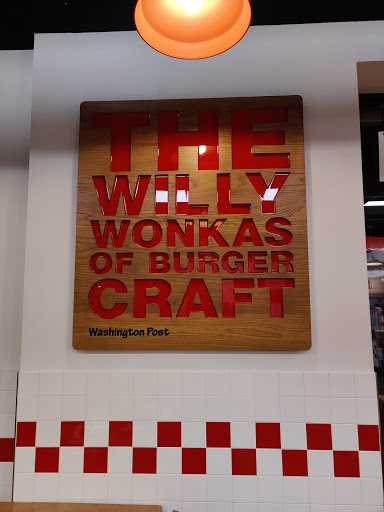 THE
WILLY
WONKAS
OF BURGER
CRAFT
Washington Post